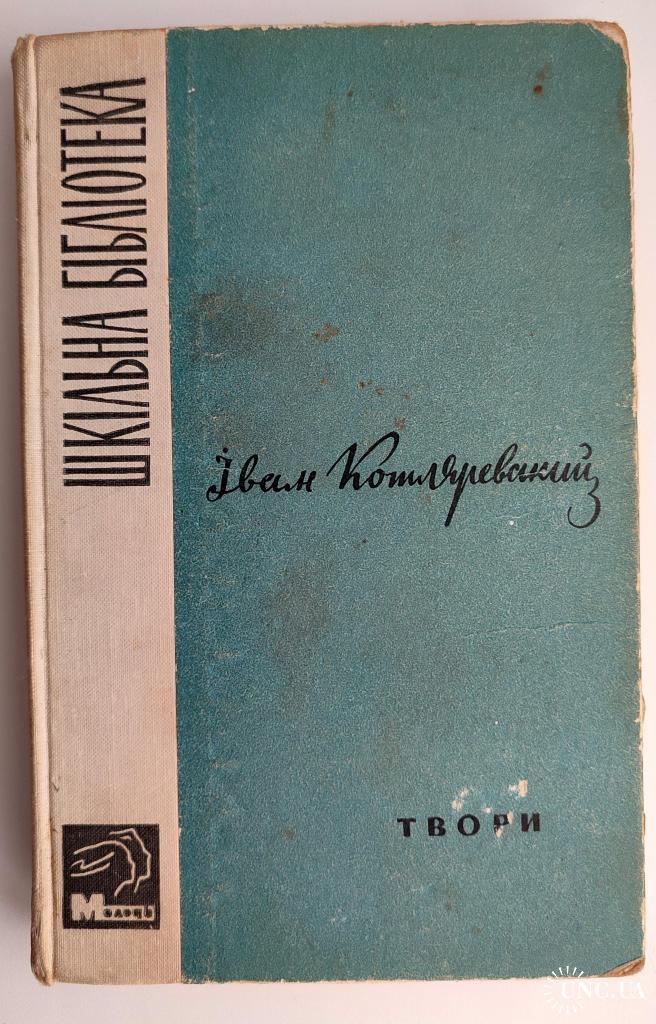 ШКІЛЬНА БІБЛІОТЕКА
Іван Котляревський
ТВОРИ
Молодь
UNC.UA